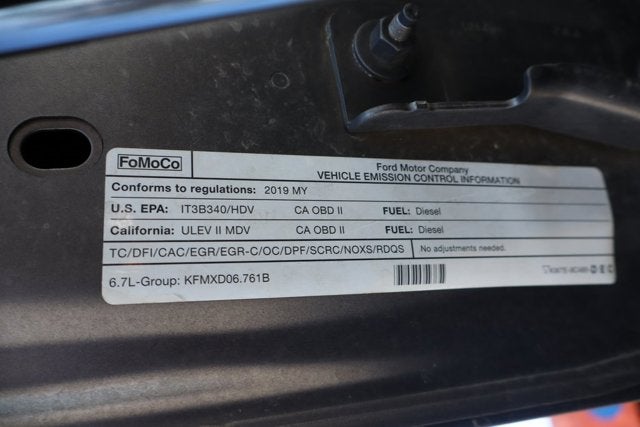 FoMoCo
Ford Motor Company
VEHICLE EMISSION CONTROL INFORMATION
Conforms to regulations: 2019 MY
U.S. EPA: IT3B340/HDV CA OBD II FUEL: Diesel
California: ULEV II MDV CA OBD II FUEL: Diesel
TC/DFI/CAC/EGR/EGR-C/OC/DPF/SCRC/NOXS/RDQS No adjustments needed.
6.7L-Group: KFMXD06.761B